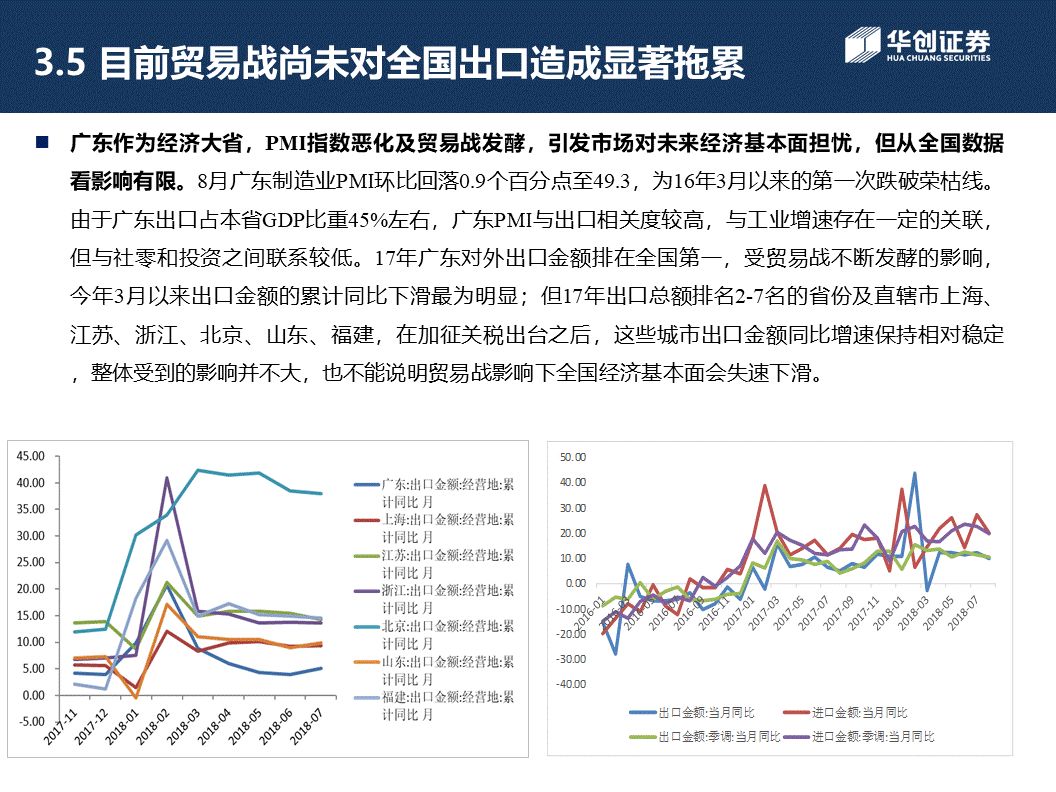 3.5 目前贸易战尚未对全国出口造成显著拖累
华创证券
HUA CHUANG SECURITIES
广东作为经济大省，PMI指数恶化及贸易战发酵，引发市场对未来经济基本面担忧，但从全国数据
看影响有限。8月广东制造业PMI环比回落0.9个百分点至49.3，为16年3月以来的第一次跌破荣枯线。
由于广东出口占本省GDP比重45%左右，广东PMI与出口相关度较高，与工业增速存在一定的关联，
但与社零和投资之间联系较低。17年广东对外出口金额排在全国第一，受贸易战不断发酵的影响，
今年3月以来出口金额的累计同比下滑最为明显；但17年出口总额排名2-7名的省份及直辖市上海、
江苏、浙江、北京、山东、福建，在加征关税出台之后，这些城市出口金额同比增速保持相对稳定
，整体受到的影响并不大，也不能说明贸易战影响下全国经济基本面会失速下滑。
45.00
40.00
35.00
30.00
25.00
20.00
15.00
10.00
5.00
0.00
-5.00
2017-11
2017-12
2018-01
2018-02
2018-03
2018-04
2018-05
2018-06
2018-07
广东:出口金额:经营地:累
计同比 月
上海:出口金额:经营地:累
计同比 月
江苏:出口金额:经营地:累
计同比 月
浙江:出口金额:经营地:累
计同比 月
北京:出口金额:经营地:累
计同比 月
山东:出口金额:经营地:累
计同比 月
福建:出口金额:经营地:累
计同比 月
50.00
40.00
30.00
20.00
10.00
0.00
-10.00
-20.00
-30.00
-40.00
2016-01
2016-03
2016-05
2016-07
2016-09
2016-11
2017-01
2017-03
2017-05
2017-07
2017-09
2017-11
2018-01
2018-03
2018-05
2018-07
出口金额:当月同比
进口金额:当月同比
出口金额:季调:当月同比
进口金额:季调:当月同比